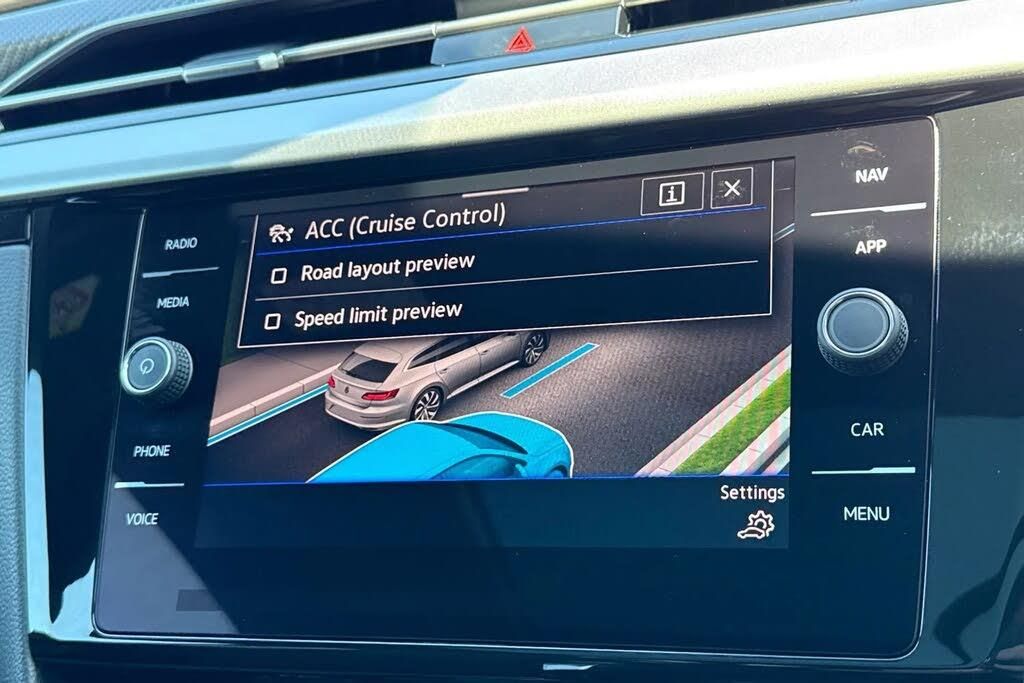 NAV
APP
RADIO
MEDIA
ACC (Cruise Control)
i
Road layout preview
Speed limit preview
PHONE
VOICE
CAR
MENU
Settings